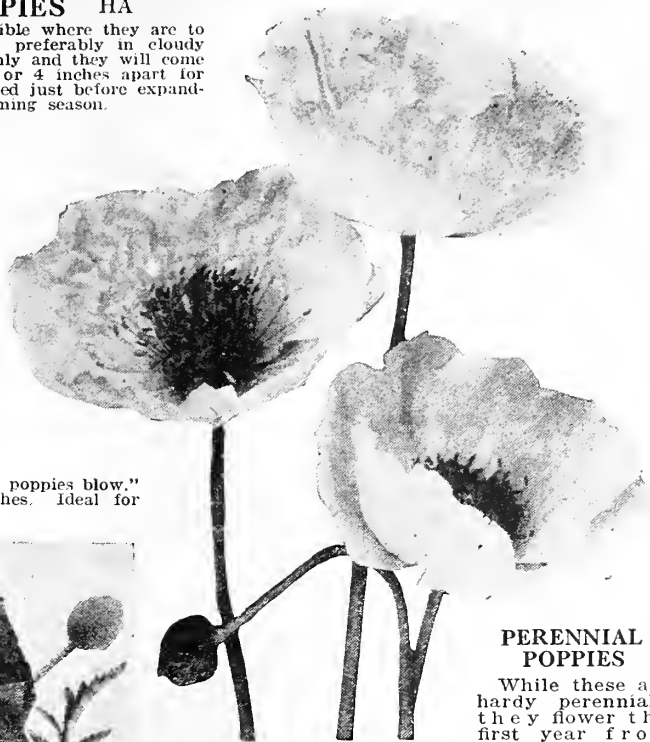 PIES HA
ible where they are to
preferably in cloudy
nly and they will come
or 4 inches apart for
ed just before expand-
ming season.
poppies blow."
hes. Ideal for
PERENNIAL
POPPIES
While these a
hardy perennial
they flower th
first year fro